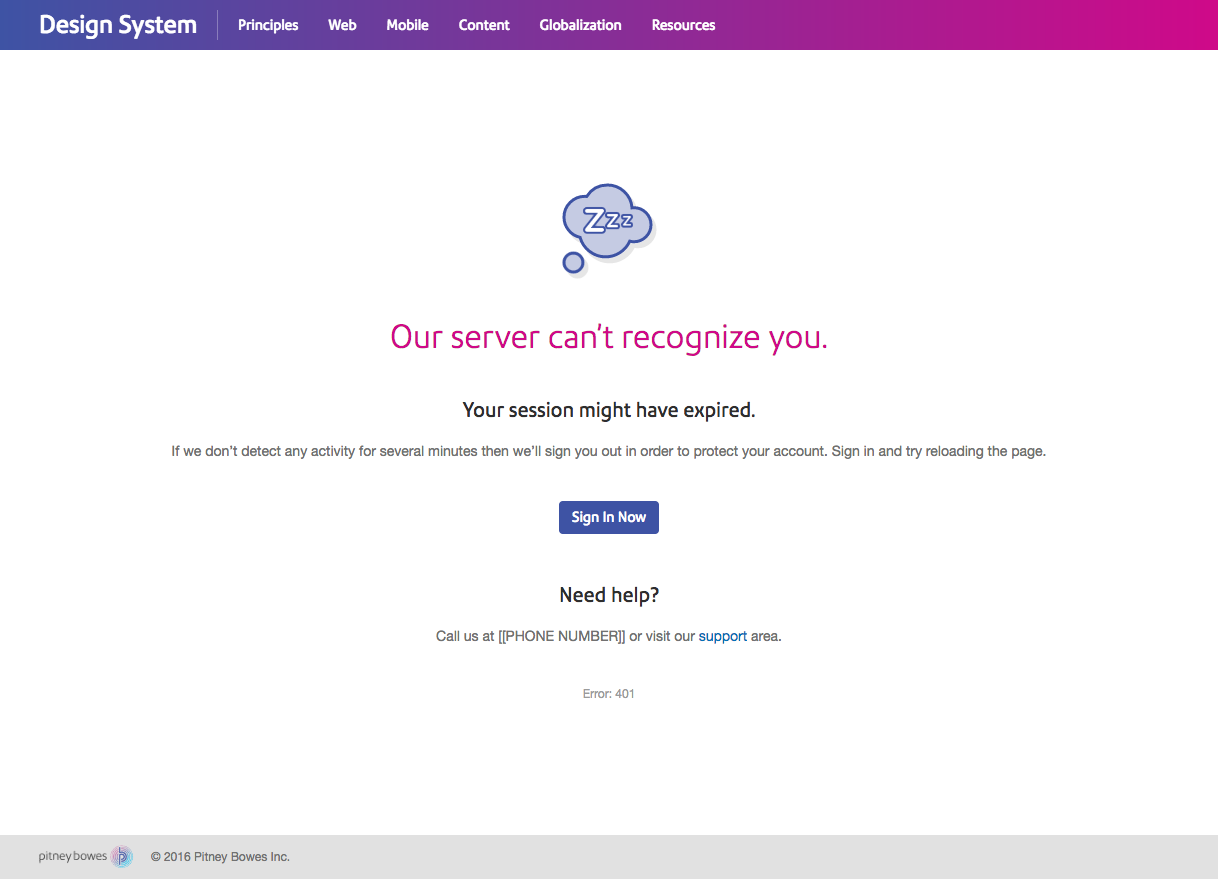 Design System Principles Web Mobile Content Globalization Resources
Zzz
Our server can't recognize you.
Your session might have expired.
If we don't detect any activity for several minutes then we'll sign you out in order to protect your account. Sign in and try reloading the page.
Sign In Now
Need help?
Call us at [[PHONE NUMBER]] or visit our support area.
Error: 401
pitney bowes © 2016 Pitney Bowes Inc.